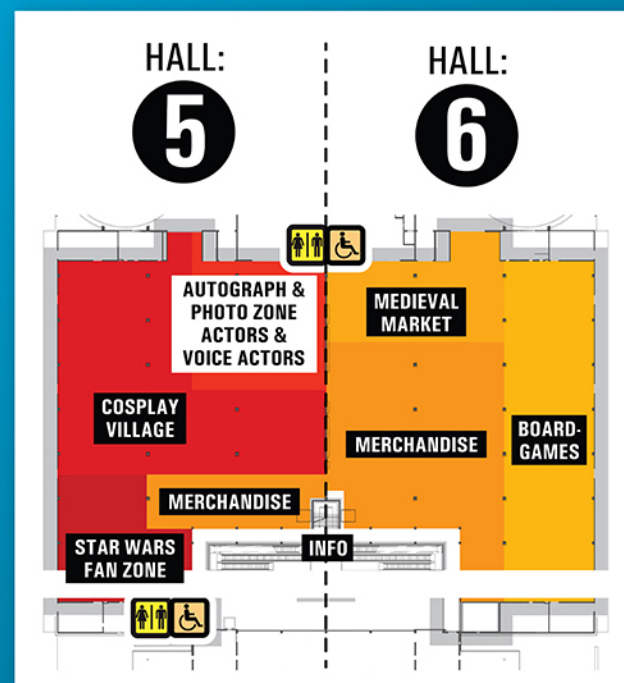 HALL:
5
HALL:
6
AUTOGRAPH &
PHOTO ZONE
ACTORS &
VOICE ACTORS
MEDIEVAL
MARKET
COSPLAY
VILLAGE
MERCHANDISE
BOARD-
GAMES
MERCHANDISE
STAR WARS
FAN ZONE
INFO